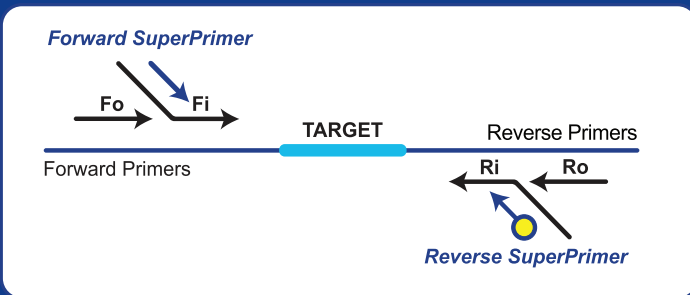 Forward SuperPrimer
Fo
Fi
TARGET
Reverse Primers
Forward Primers
Ri
Ro
Reverse SuperPrimer